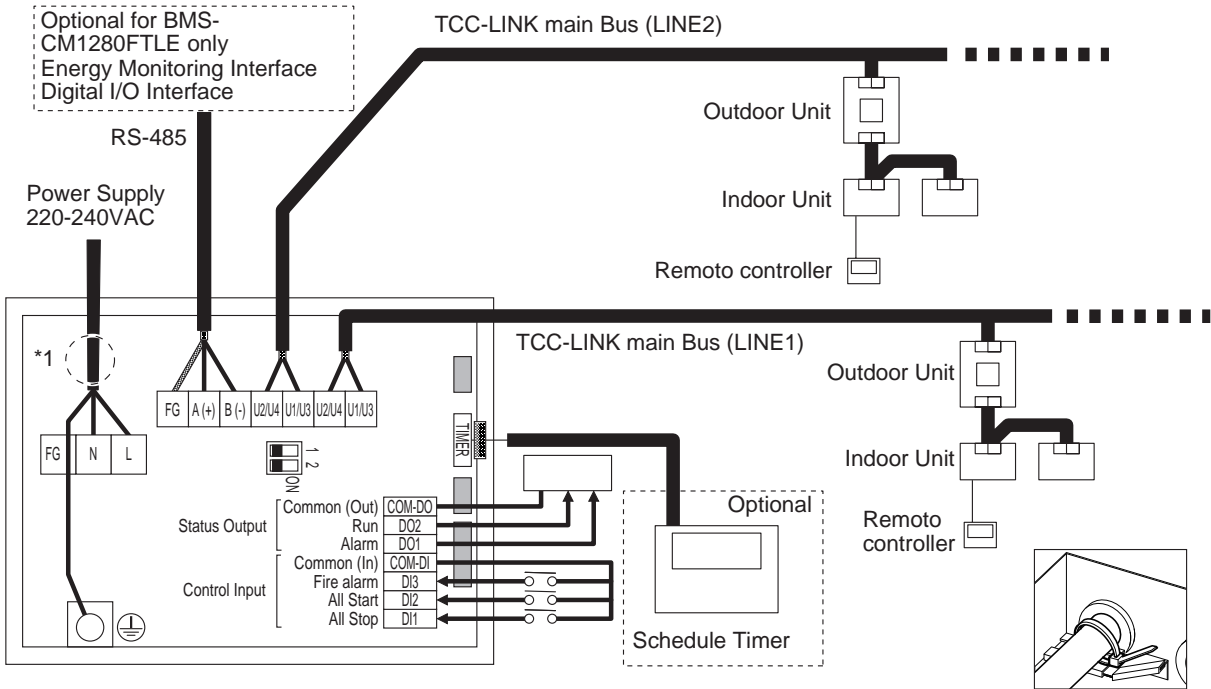 Optional for BMS-
CM1280FTLE only
Energy Monitoring Interface
Digital I/O Interface
TCC-LINK main Bus (LINE2)
RS-485
Outdoor Unit
Power Supply
220-240VAC
Indoor Unit
Remoto controller
*1
TCC-LINK main Bus (LINE1)
Outdoor Unit
FG A (+) B (-) U2/U4 U1/U3 U2/U4 U1/U3
TIMER
FG N L
1
2
ON
Indoor Unit
Status Output
Common (Out) COM-DO
Run DO2
Alarm DO1
Control Input
Common (In) COM-DI
Fire alarm DI3
All Start DI2
All Stop DI1
Optional
Schedule Timer
Remoto
controller